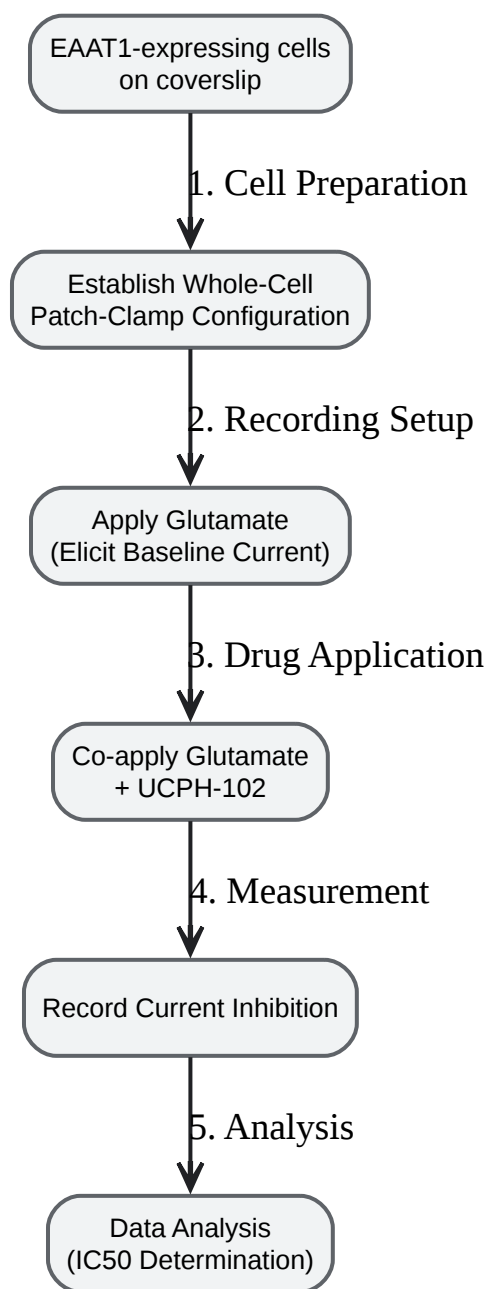 EAAT1-expressing cells
on coverslip
1. Cell Preparation
Establish Whole-Cell
Patch-Clamp Configuration
2. Recording Setup
Apply Glutamate
(Elicit Baseline Current)
3. Drug Application
Co-apply Glutamate
+ UCPH-102
4. Measurement
Record Current Inhibition
5. Analysis
Data Analysis
(IC50 Determination)